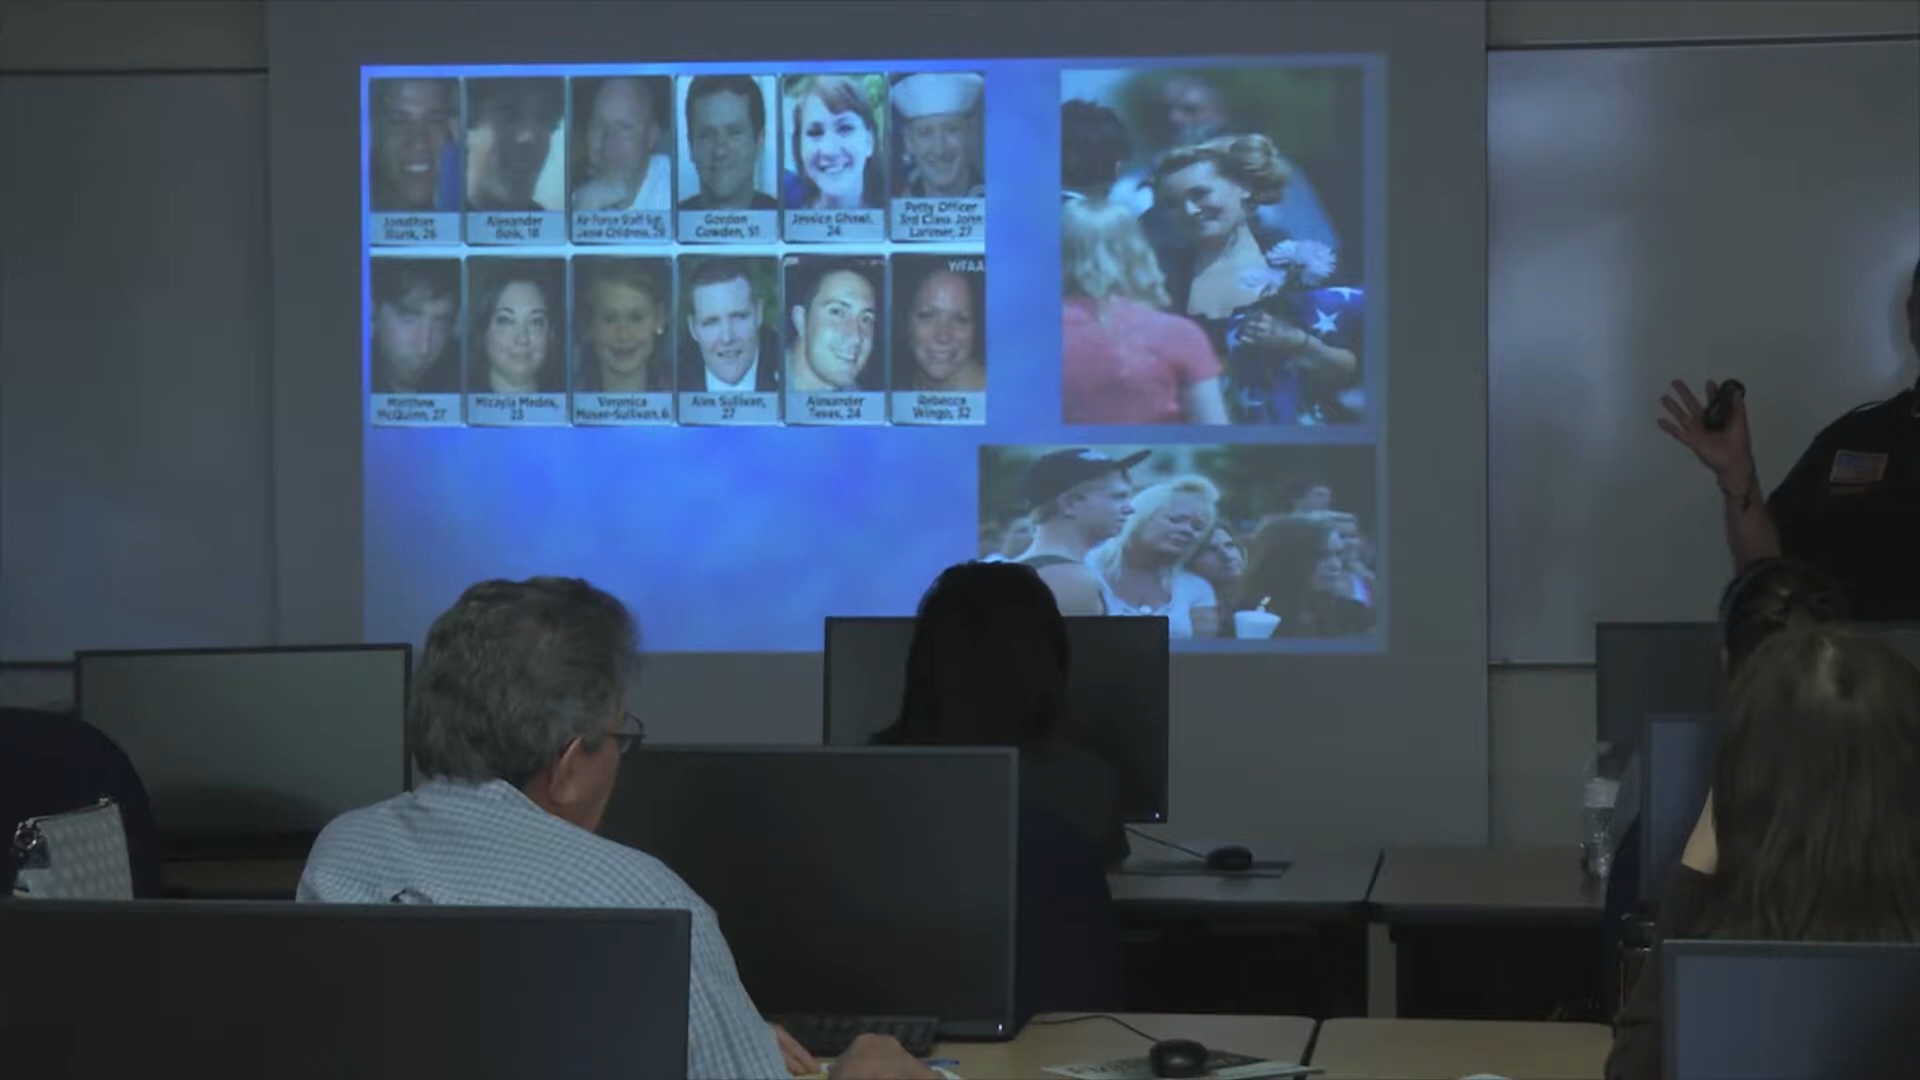 Jonathan
Blunk, 26
Alexander
Boik, 18
Air Force Staff Sgt.
Jesse Childress, 29
Gordon
Cowden, 51
Jessica Ghawi,
24
Petty Officer
3rd Class John
Larimer, 27
WFAA
Matthew
McQuinn, 27
Micayla Medek,
23
Veronica
Moser-Sullivan, 6
Alex Sullivan,
27
Alexander
Teves, 24
Rebecca
Wingo, 32